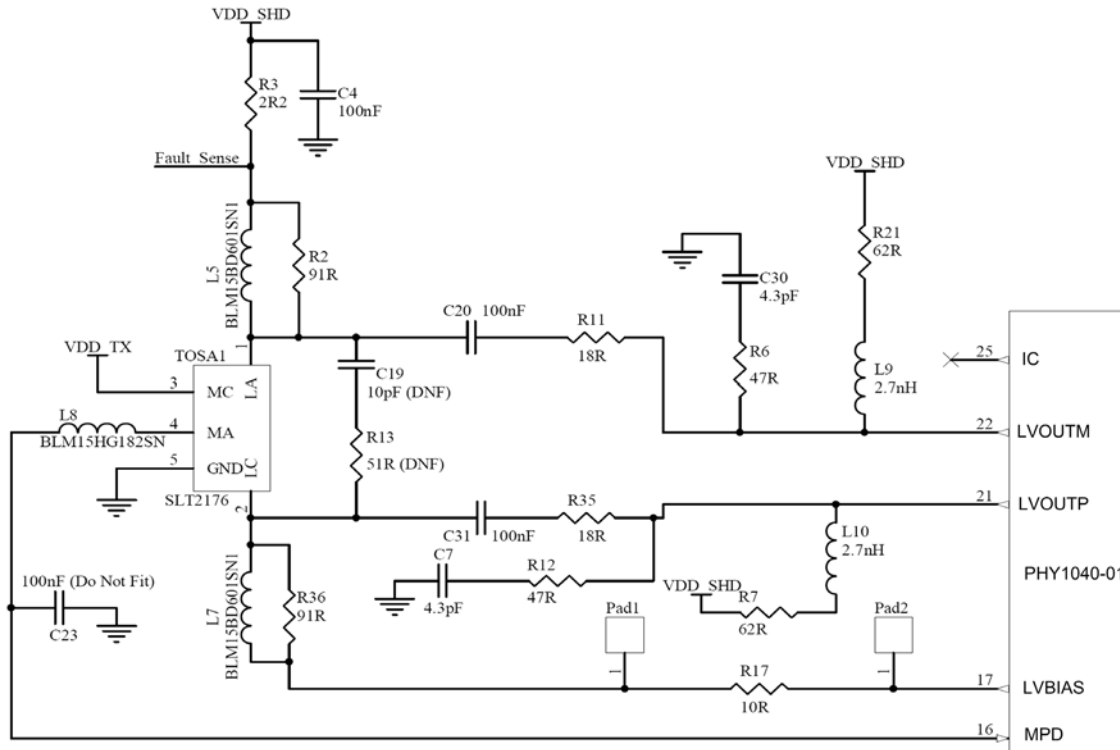 VDD_SHD
R3
2R2
C4
100nF
Fault_Sense
L5
BLM15BD601SN1
R2
91R
VDD_SHD
R21
62R
C30
4.3pF
C20 100nF
R11
18R
R6
47R
L9
2.7nH
VDD_TX
TOSA1
1
3
MC
LA
C19
10pF (DNF)
25
IC
L8
BLM15HG182SN
4
MA
22
LVOUTM
R13
51R (DNF)
5
GND
LC
SLT2176
2
R35
18R
C31
100nF
21
LVOUTP
L10
2.7nH
C7
4.3pF
R12
47R
PHY1040-01
VDD_SHD
R7
62R
100nF (Do Not Fit)
C23
L7
BLM15BD601SN1
R36
91R
Pad1
1
Pad2
1
R17
10R
17
LVBIAS
16
MPD